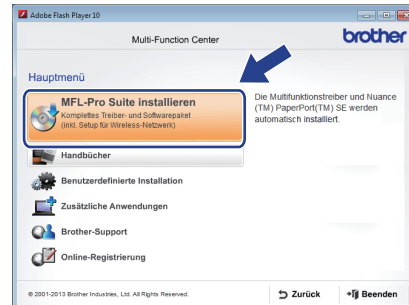 Adobe Flash Player 10
Multi-Function Center
brother
Hauptmenü
MFL-Pro Suite installieren
Komplettes Treiber- und Softwarepaket
(inkl. Setup für Wireless-Netzwerk)
Die Multifunktionstreiber und Nuance
(TM) PaperPort(TM) SE werden
automatisch installiert.
Handbücher
Benutzerdefinierte Installation
Zusätzliche Anwendungen
Brother-Support
Online-Registrierung
© 2001-2013 Brother Industries, Ltd. All Rights Reserved.
Zurück
Beenden